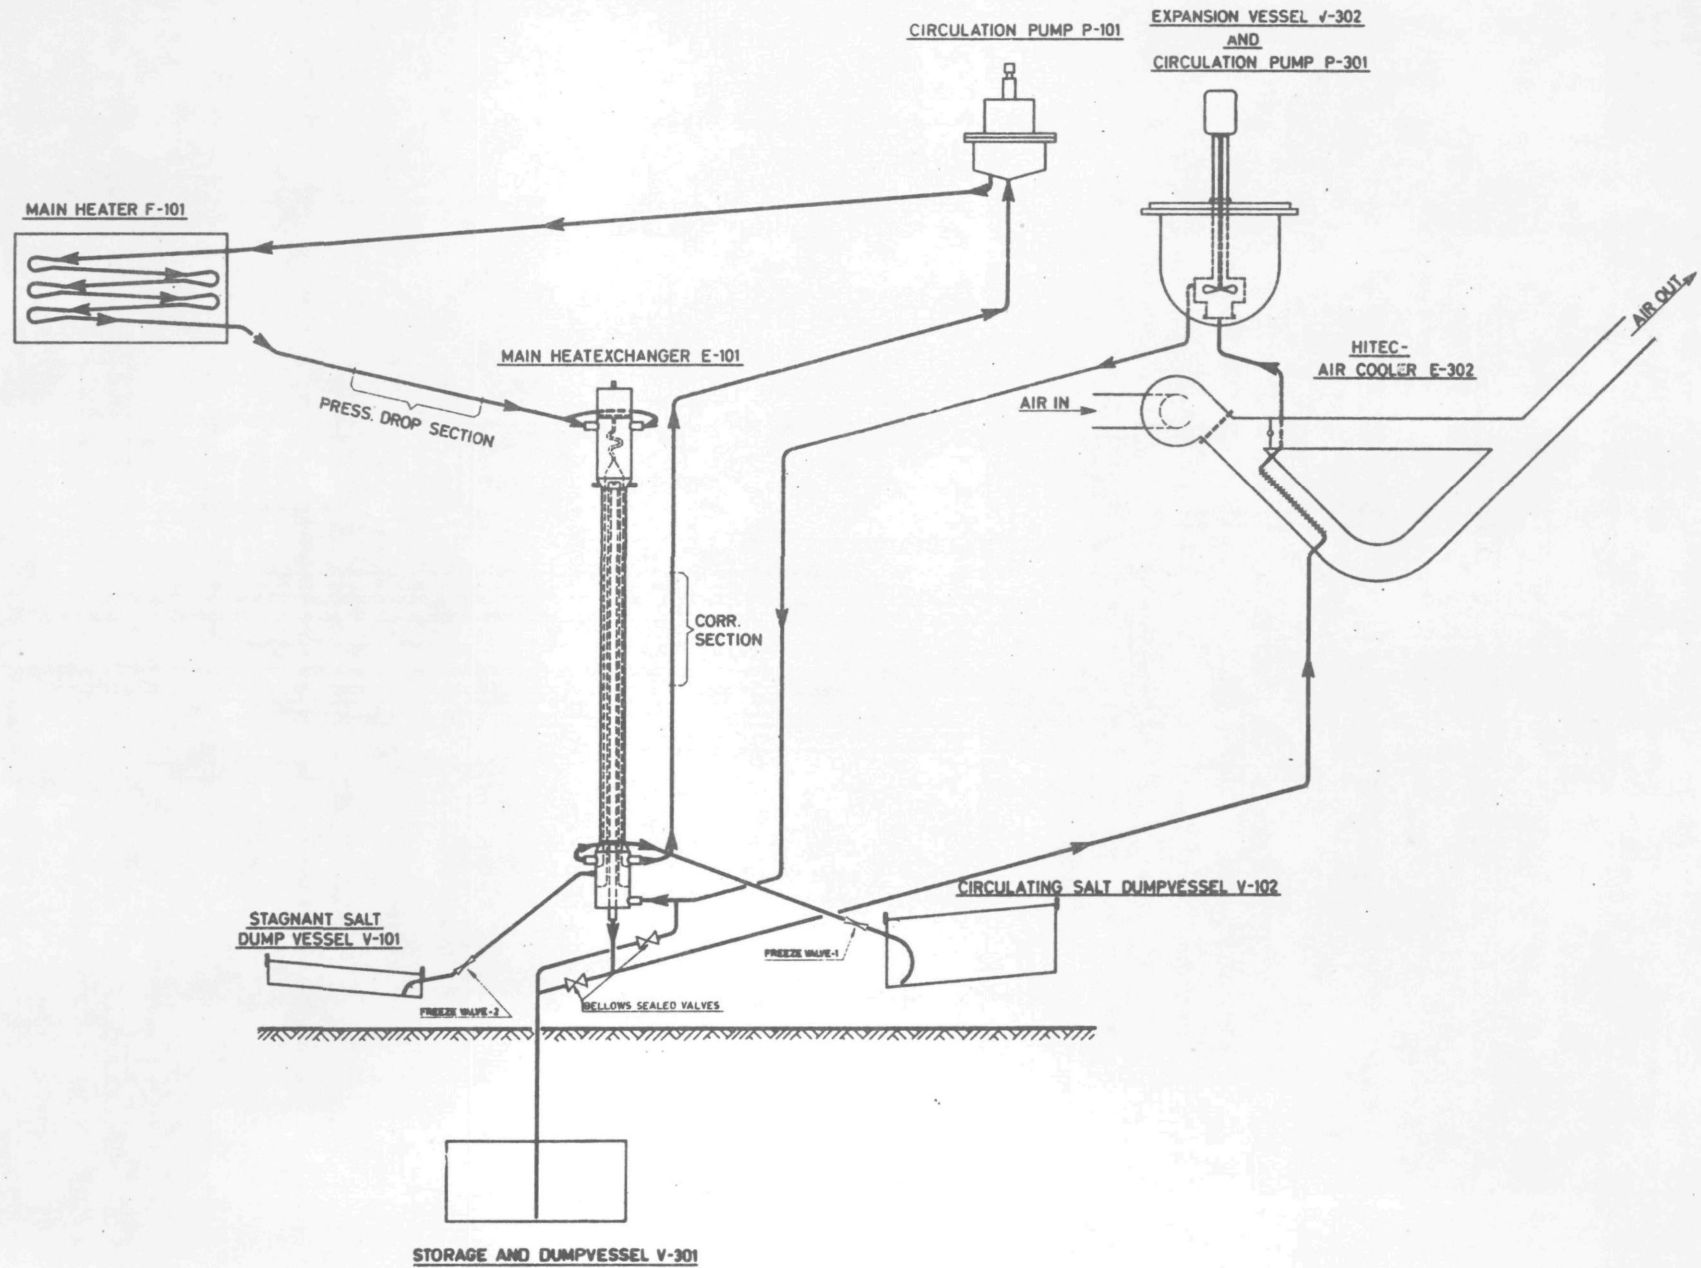 CIRCULATION PUMP P-101
EXPANSION VESSEL V-302
AND
CIRCULATION PUMP P-301
MAIN HEATER F-101
MAIN HEATEXCHANGER E-101
PRESS. DROP SECTION
AIR IN
HITEC-
AIR COOLER E-302
AIR OUT
CORR.
SECTION
CIRCULATING SALT DUMPVESSEL V-102
STAGNANT SALT
DUMP VESSEL V-101
FREEZE VALVE-1
FREEZE VALVE-2
BELLOWS SEALED VALVES
STORAGE AND DUMPVESSEL V-301